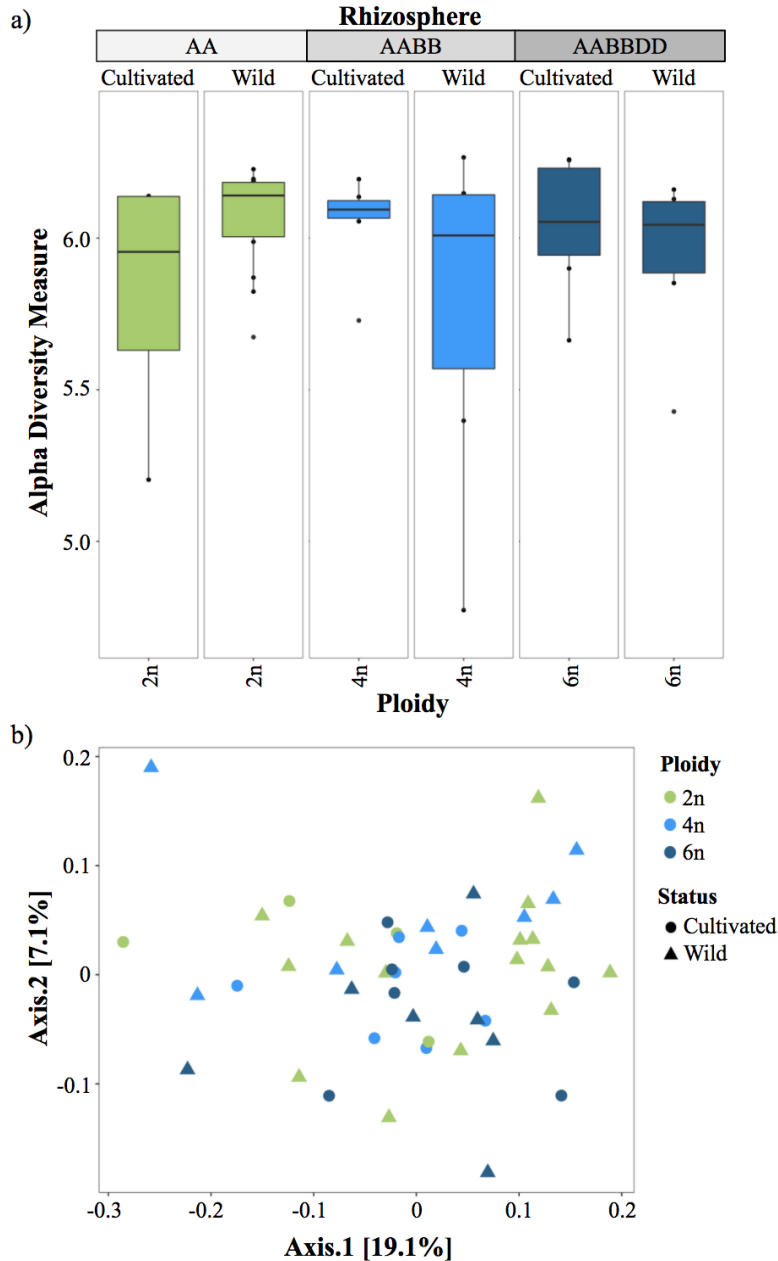 a)
Rhizosphere
AA AABB AABBDD
Cultivated Wild Cultivated Wild Cultivated Wild
Alpha Diversity Measure
6.0
5.5
5.0
2n 2n 4n 4n 6n 6n
Ploidy
b)
Axis.2 [7.1%]
0.2
0.1
0
-0.1
-0.3 -0.2 -0.1 0 0.1 0.2
Axis.1 [19.1%]
Ploidy
2n
4n
6n
Status
Cultivated
Wild